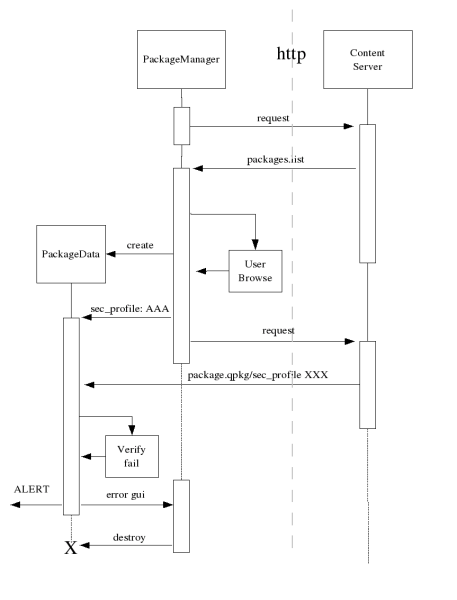 http
PackageManager
Content
Server
request
packages.list
create
PackageData
User
Browse
sec_profile: AAA
request
package.qpkg/sec_profile XXX
Verify
fail
ALERT
error gui
destroy
X